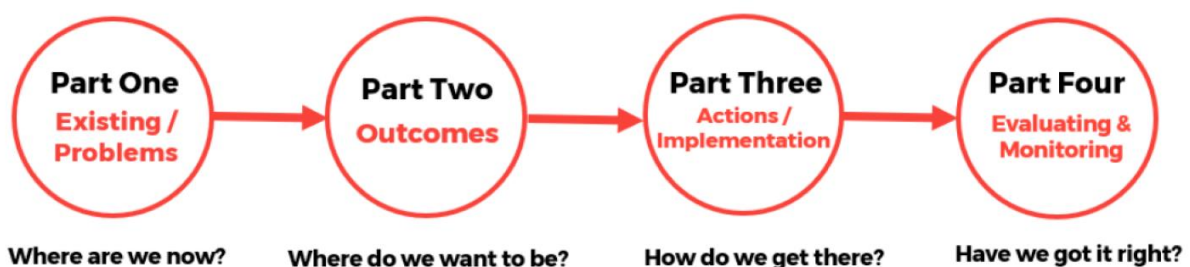 Part One
Existing /
Problems
Part Two
Outcomes
Part Three
Actions /
Implementation
Part Four
Evaluating &
Monitoring
Where are we now?
Where do we want to be?
How do we get there?
Have we got it right?